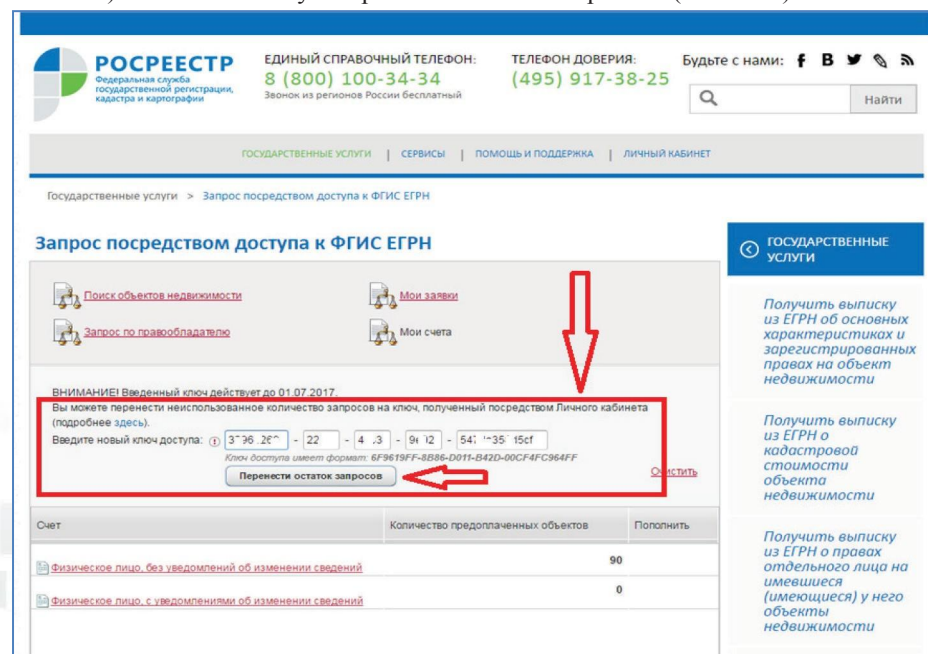 РОСРЕЕСТР
Федеральная служба
государственной регистрации,
кадастра и картографии
ЕДИНЫЙ СПРАВОЧНЫЙ ТЕЛЕФОН:
8 (800) 100-34-34
Звонок из регионов России бесплатный
ТЕЛЕФОН ДОВЕРИЯ:
(495) 917-38-25
Будьте с нами:
Найти
ГОСУДАРСТВЕННЫЕ УСЛУГИ | СЕРВИСЫ | ПОМОЩЬ И ПОДДЕРЖКА | ЛИЧНЫЙ КАБИНЕТ
Государственные услуги > Запрос посредством доступа к ФГИС ЕГРН
Запрос посредством доступа к ФГИС ЕГРН
Поиск объектов недвижимости
Мои заявки
Запрос по правообладателю
Мои счета
ВНИМАНИЕ! Введенный ключ действует до 01.07.2017.
Вы можете перенести неиспользованное количество запросов на ключ, полученный посредством Личного кабинета
(подробнее здесь).
Введите новый ключ доступа: - 22 - - -
Ключ доступа имеет формат: 6F9619FF-8B86-D011-B42D-00CF4FC964FF
Перенести остаток запросов
Очистить
Счет Количество предоплаченных объектов Пополнить
Физическое лицо, без уведомлений об изменении сведений 90
Физическое лицо, с уведомлениями об изменении сведений 0
ГОСУДАРСТВЕННЫЕ
УСЛУГИ
Получить выписку
из ЕГРН об основных
характеристиках и
зарегистрированных
правах на объект
недвижимости
Получить выписку
из ЕГРН о
кадастровой
стоимости
объекта
недвижимости
Получить выписку
из ЕГРН о правах
отдельного лица на
имевшиеся
(имеющиеся) у него
объекты
недвижимости